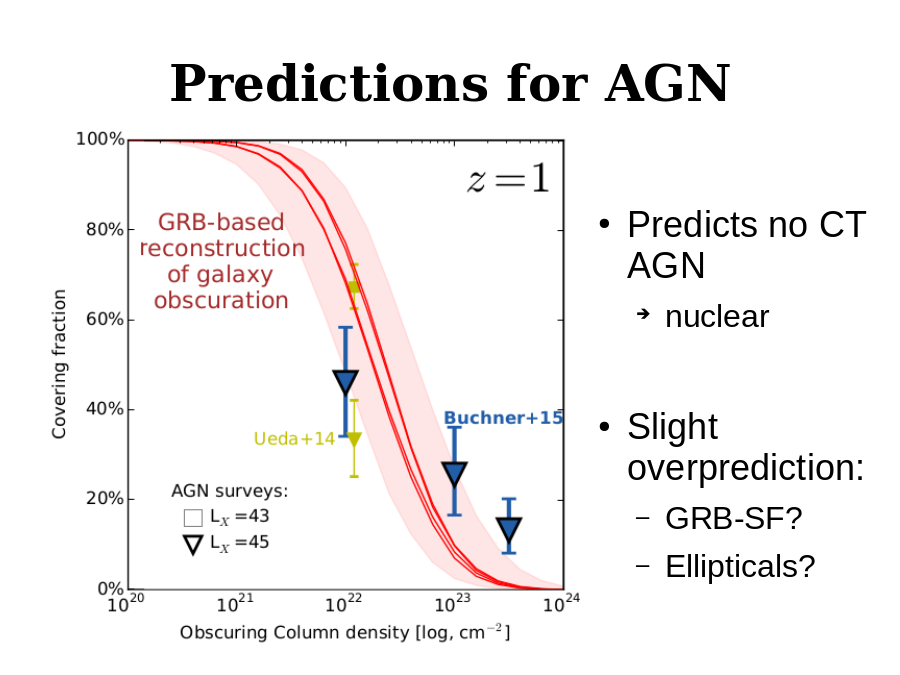 Predictions for AGN
100%
80%
60%
40%
20%
0%
Covering fraction
z=1
GRB-based
reconstruction
of galaxy
obscuration
Buchner+15
Ueda+14
AGN surveys:
L_X =43
L_X =45
10^20
10^21
10^22
10^23
10^24
Obscuring Column density [log, cm^−2]
• Predicts no CT
AGN
➔ nuclear
• Slight
overprediction:
– GRB-SF?
– Ellipticals?